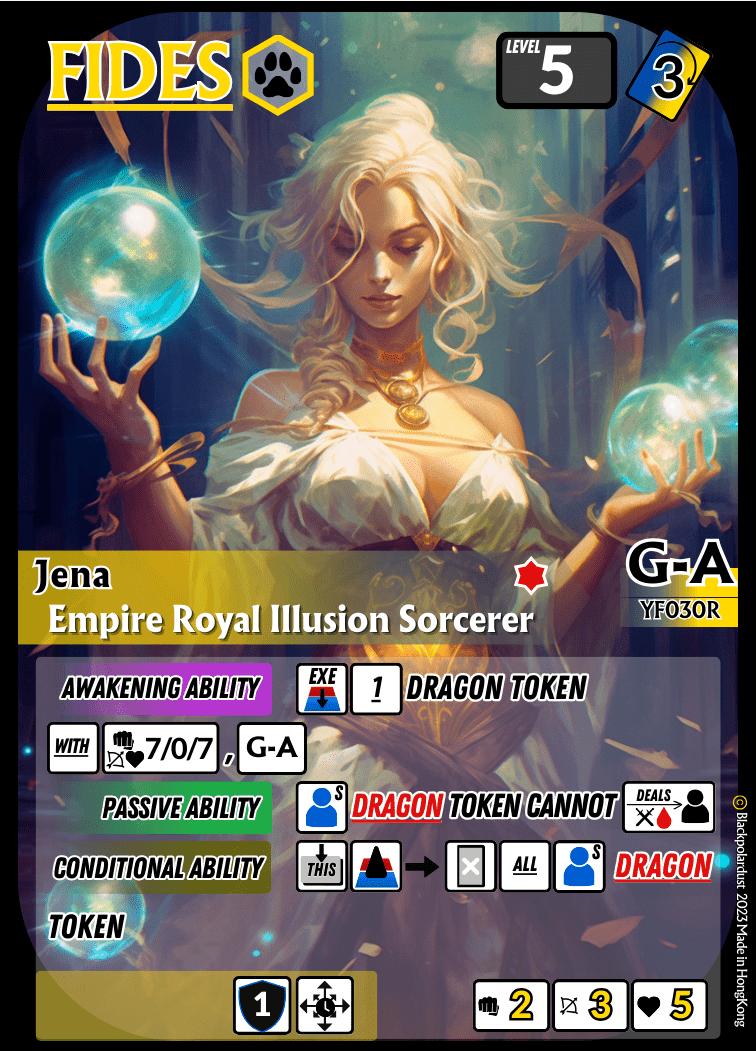 FIDES
LEVEL 5
3
Jena
G-A
Empire Royal Illusion Sorcerer
YF030R
AWAKENING ABILITY EXE 1 DRAGON TOKEN
WITH 7/0/7 , G-A
PASSIVE ABILITY S DRAGON TOKEN CANNOT DEALS
CONDITIONAL ABILITY THIS ALL S DRAGON
TOKEN
1 2 3 5
© Blackpolardust 2023 Made in HongKong